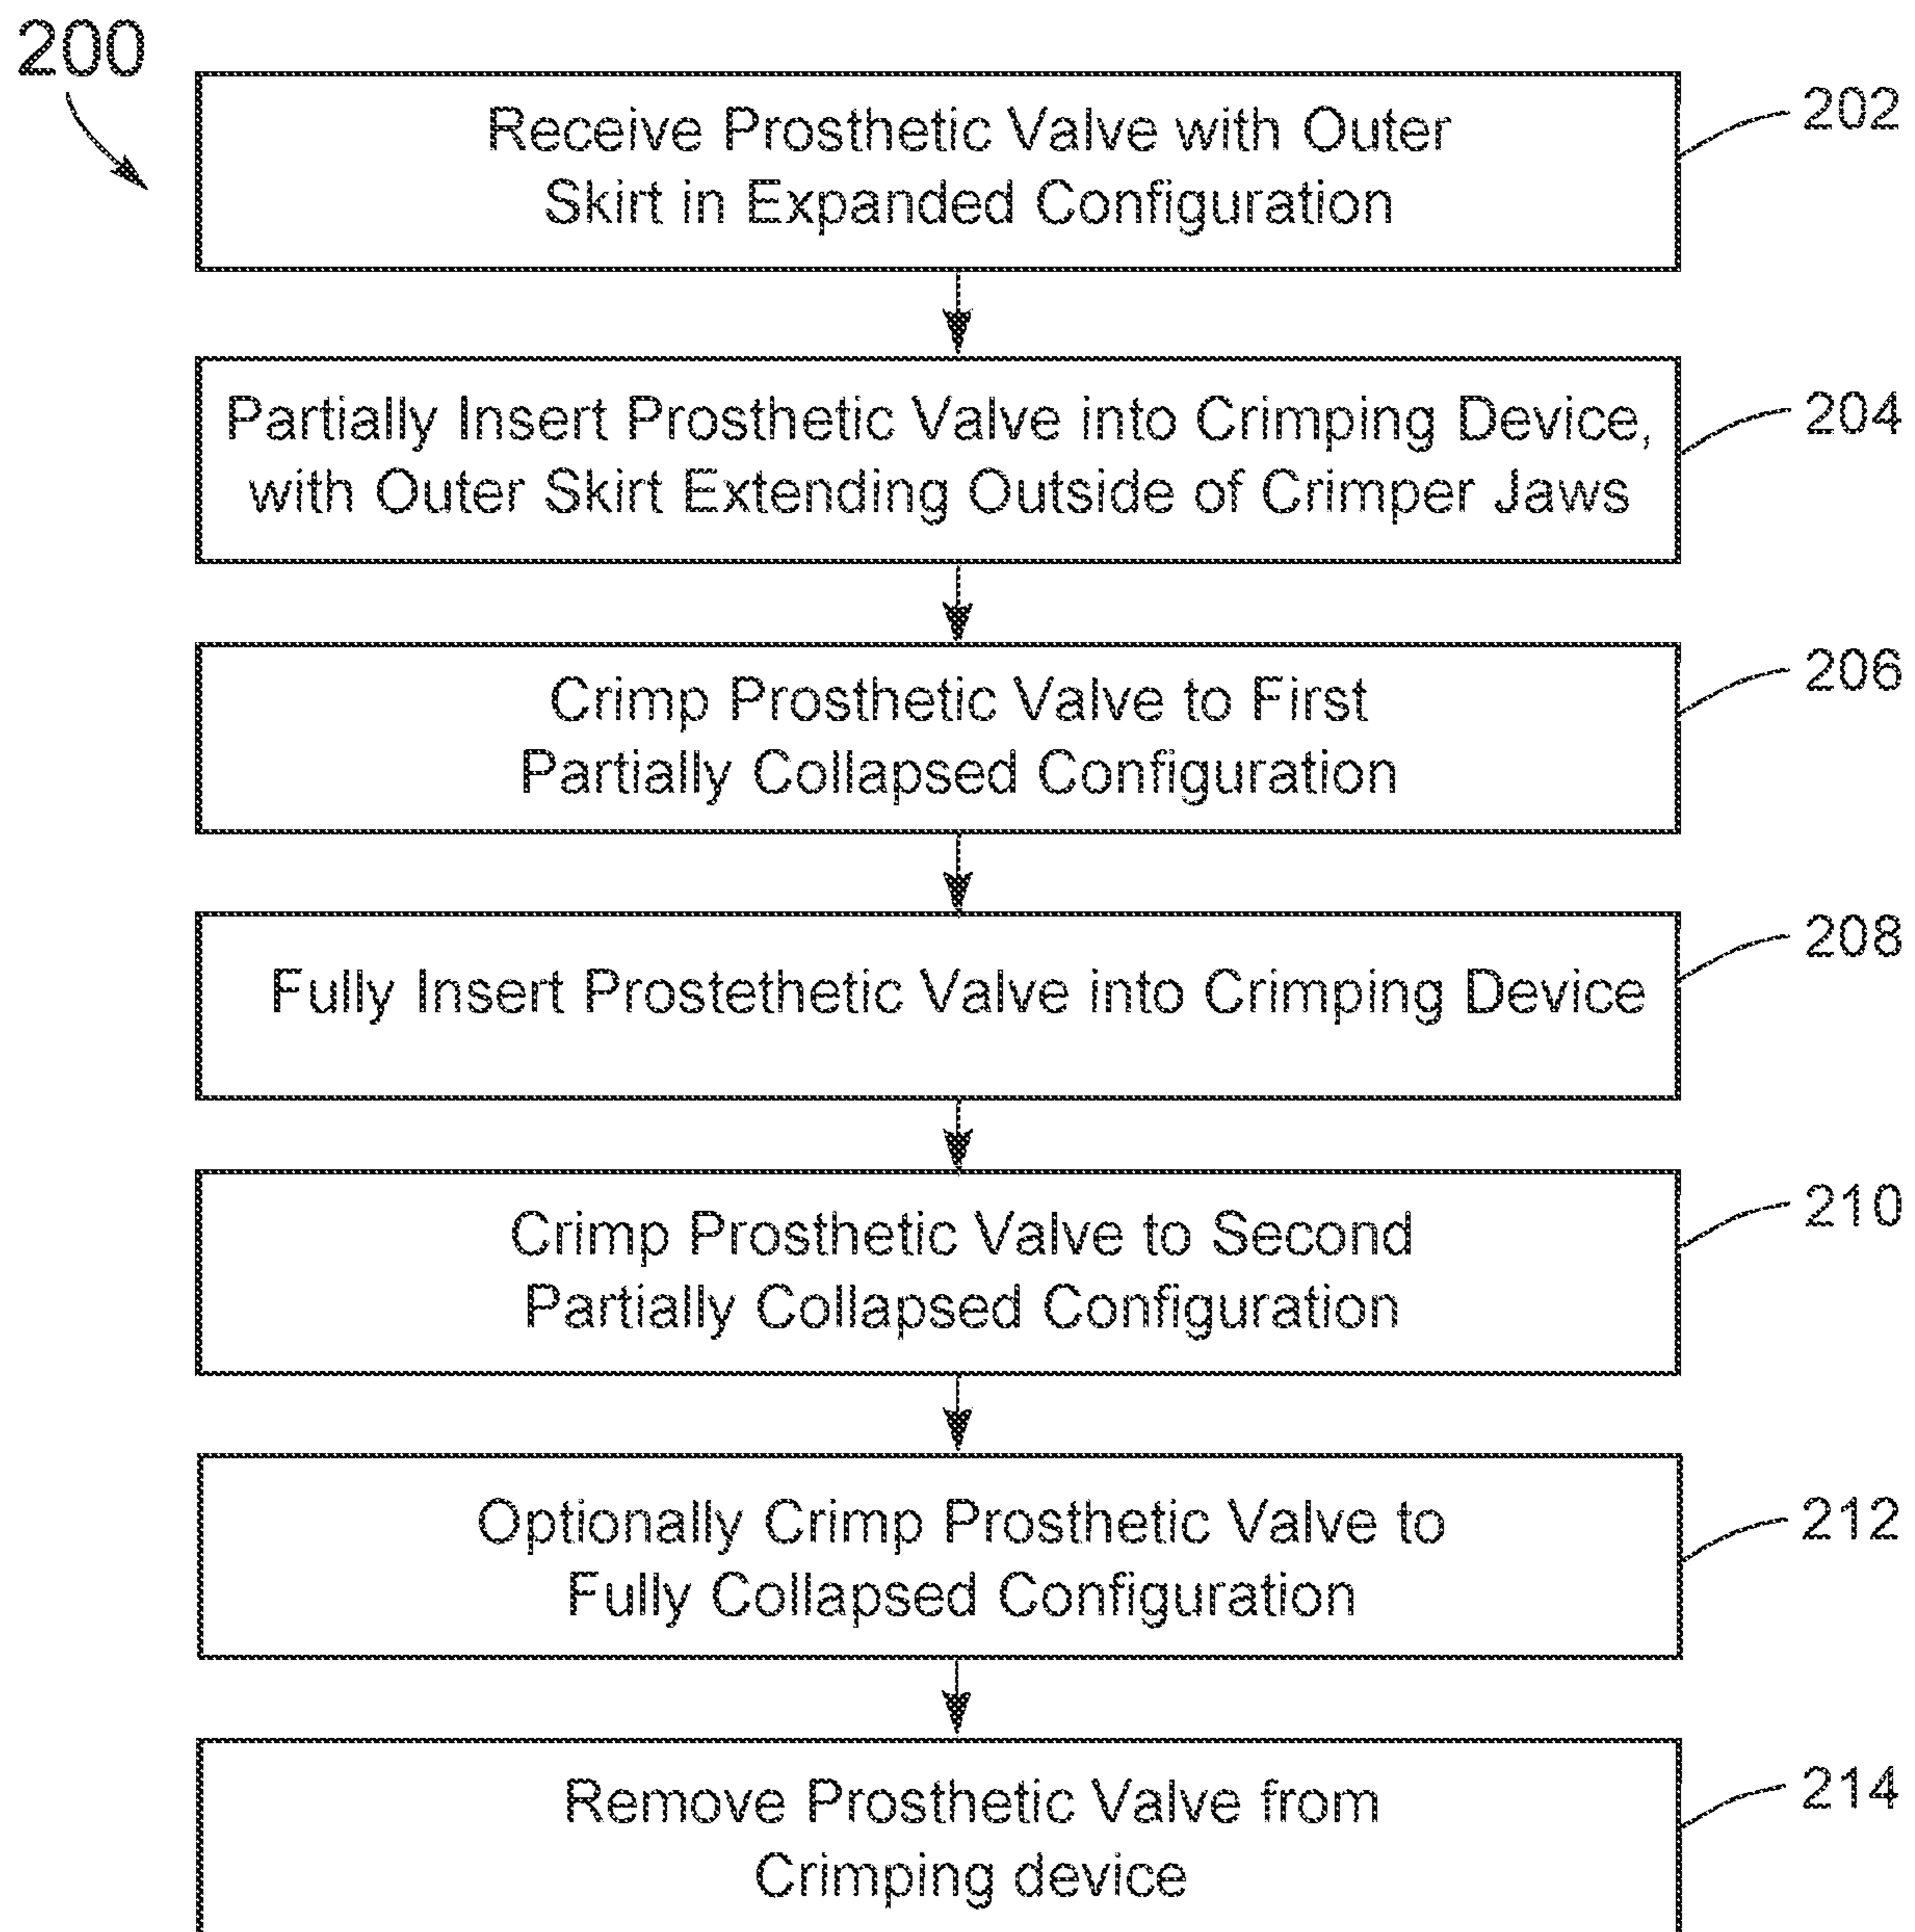 200
Receive Prosthetic Valve with Outer
Skirt in Expanded Configuration
202
Partially Insert Prosthetic Valve into Crimping Device,
with Outer Skirt Extending Outside of Crimper Jaws
204
Crimp Prosthetic Valve to First
Partially Collapsed Configuration
206
Fully Insert Prostethetic Valve into Crimping Device
208
Crimp Prosthetic Valve to Second
Partially Collapsed Configuration
210
Optionally Crimp Prosthetic Valve to
Fully Collapsed Configuration
212
Remove Prosthetic Valve from
Crimping device
214